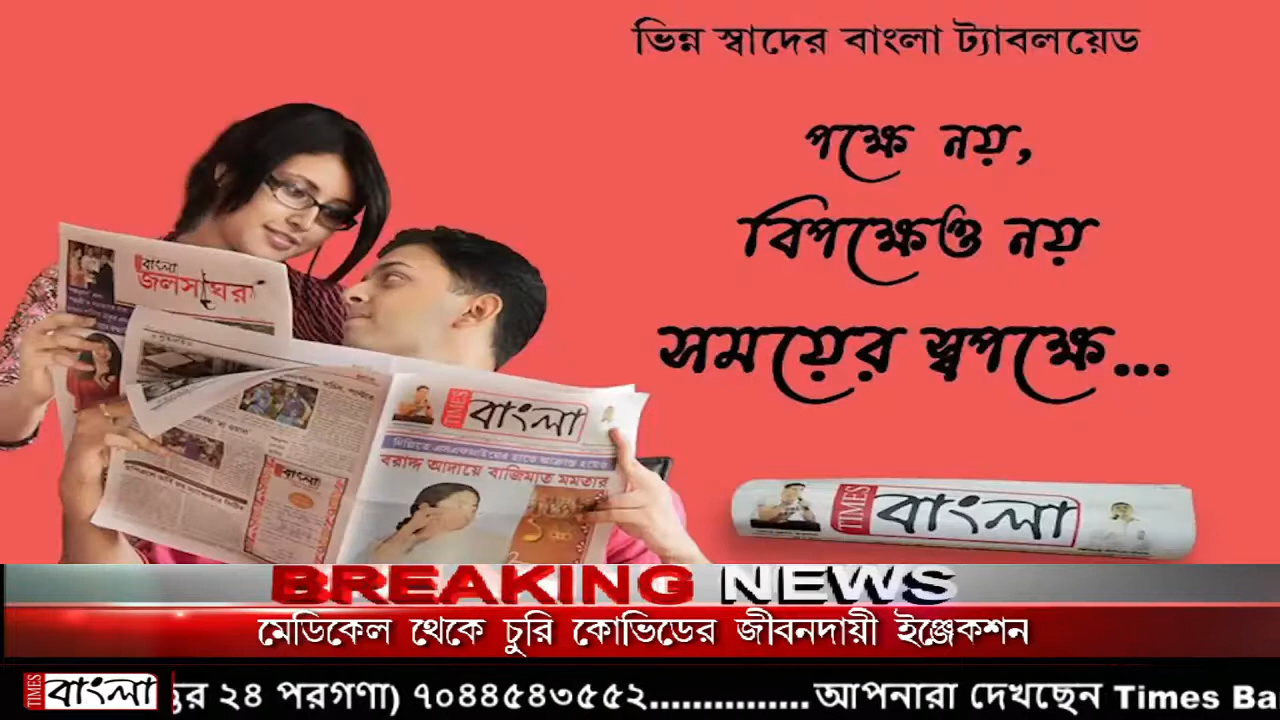 ভিন্ন স্বাদের বাংলা ট্যাবলয়েড
পক্ষে নয়,
বিপক্ষেও নয়
সময়ের স্বপক্ষে...
বাংলা
জলসাঘর
TIMES বাংলা
বরাদ্দ আদায়ে বাজিমাত মমতার
বাংলা
TIMES বাংলা
BREAKING NEWS
মেডিকেল থেকে চুরি কোভিডের জীবনদায়ী ইঞ্জেকশন
TIMES বাংলা
২৪ পরগণা) ৭০৪৪৫৪৩৫৫২............... আপনারা দেখছেন Times Ba